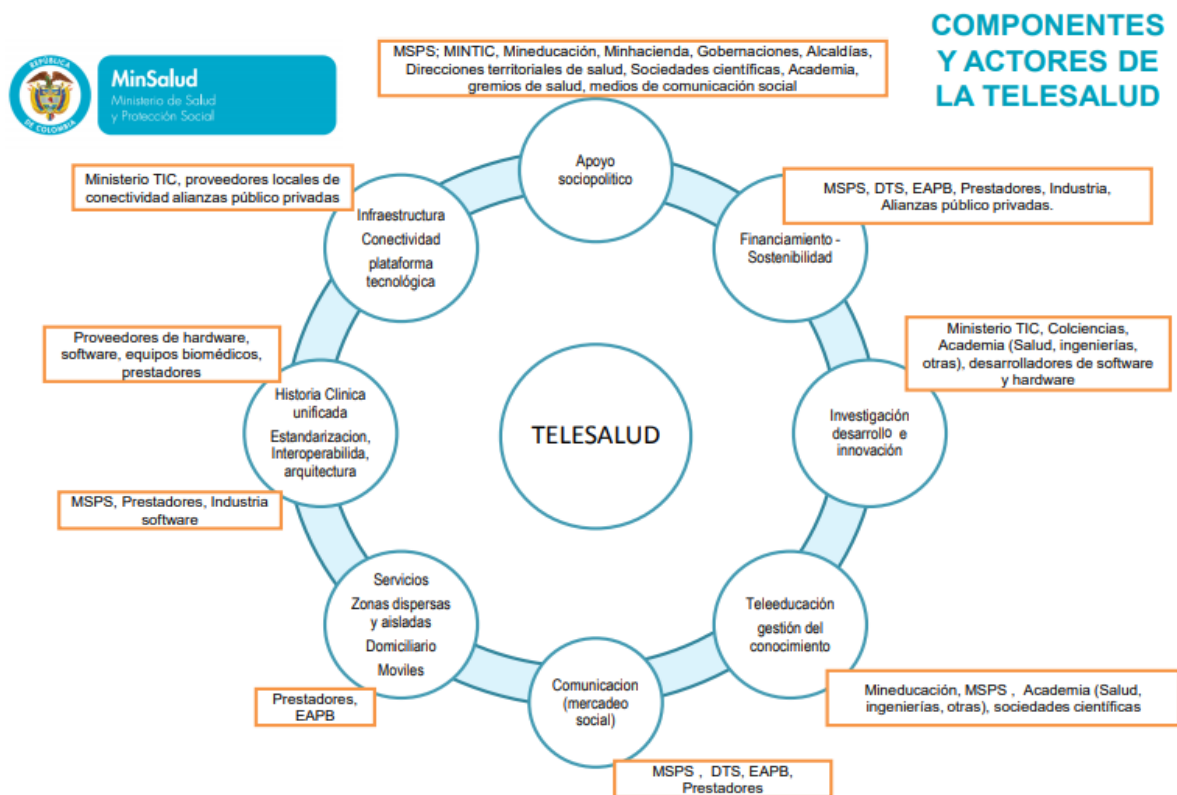 COMPONENTES
Y ACTORES DE
LA TELESALUD
REPÚBLICA
DE COLOMBIA
MinSalud
Ministerio de Salud
y Protección Social
MSPS; MINTIC, Mineducación, Minhacienda, Gobernaciones, Alcaldías,
Direcciones territoriales de salud, Sociedades científicas, Academia,
gremios de salud, medios de comunicación social
Apoyo
sociopolitico
Ministerio TIC, proveedores locales de
conectividad alianzas público privadas
Infraestructura
Conectividad
plataforma
tecnológica
MSPS, DTS, EAPB, Prestadores, Industria,
Alianzas público privadas.
Financiamiento -
Sostenibilidad
Proveedores de hardware,
software, equipos biomédicos,
prestadores
Historia Clinica
unificada
Estandarizacion,
Interoperabilida,
arquitectura
TELESALUD
Ministerio TIC, Colciencias,
Academia (Salud, ingenierías,
otras), desarrolladores de software
y hardware
Investigación
desarrollo e
innovación
MSPS, Prestadores, Industria
software
Servicios
Zonas dispersas
y aisladas
Domiciliario
Moviles
Prestadores,
EAPB
Comunicacion
(mercadeo
social)
MSPS , DTS, EAPB,
Prestadores
Teleeducación
gestión del
conocimiento
Mineducación, MSPS , Academia (Salud,
ingenierías, otras), sociedades científicas